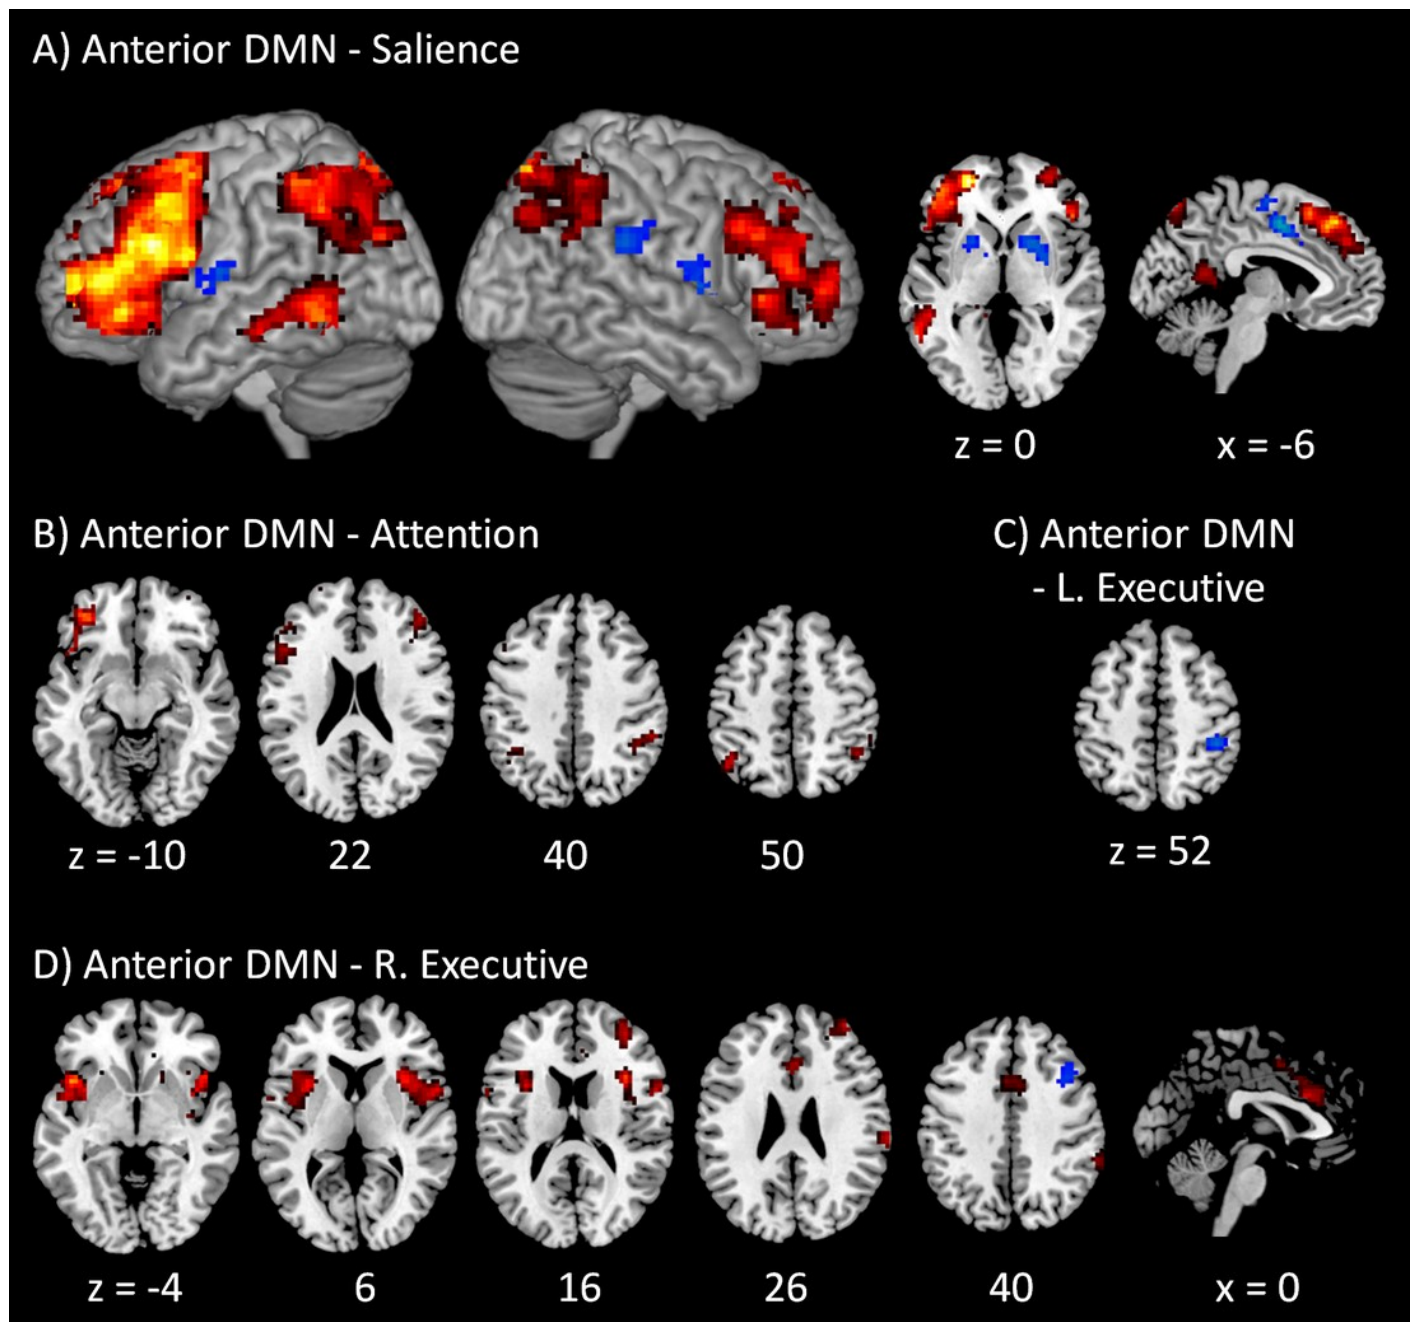 A) Anterior DMN - Salience
z = 0
x = -6
B) Anterior DMN - Attention
C) Anterior DMN
- L. Executive
z = -10
22
40
50
z = 52
D) Anterior DMN - R. Executive
z = -4
6
16
26
40
x = 0